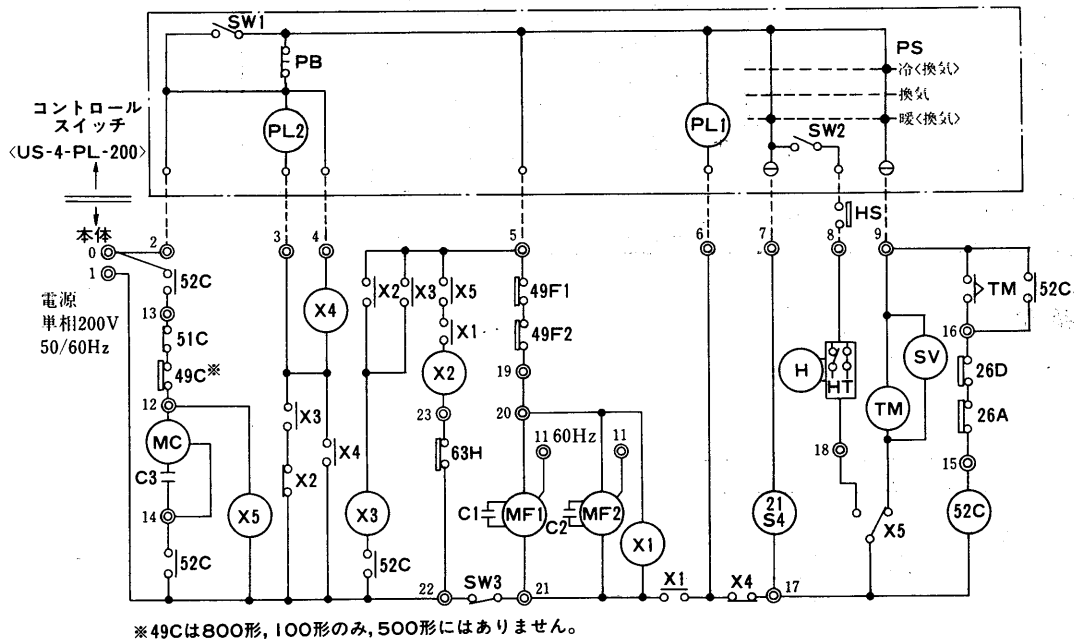 SW1
PB
PS
冷<換気>
換気
暖<換気>
コントロール
スイッチ
<US-4-PL-200>
PL2
PL1
SW2
本体
HS
0
2
3
4
5
6
7
8
9
1
52C
電源
単相200V
50/60Hz
13
51C
49C※
12
MC
C3
14
52C
X5
X4
X3
X2
X4
X2
X3
X5
X1
X2
23
63H
X3
52C
49F1
49F2
19
20
11
60Hz
11
C1
MF1
C2
MF2
X1
H
HT
18
21
S4
TM
SV
X5
TM
52C
16
26D
26A
15
52C
22
SW3
21
X1
X4
17
※49Cは800形,100形のみ,500形にはありません。